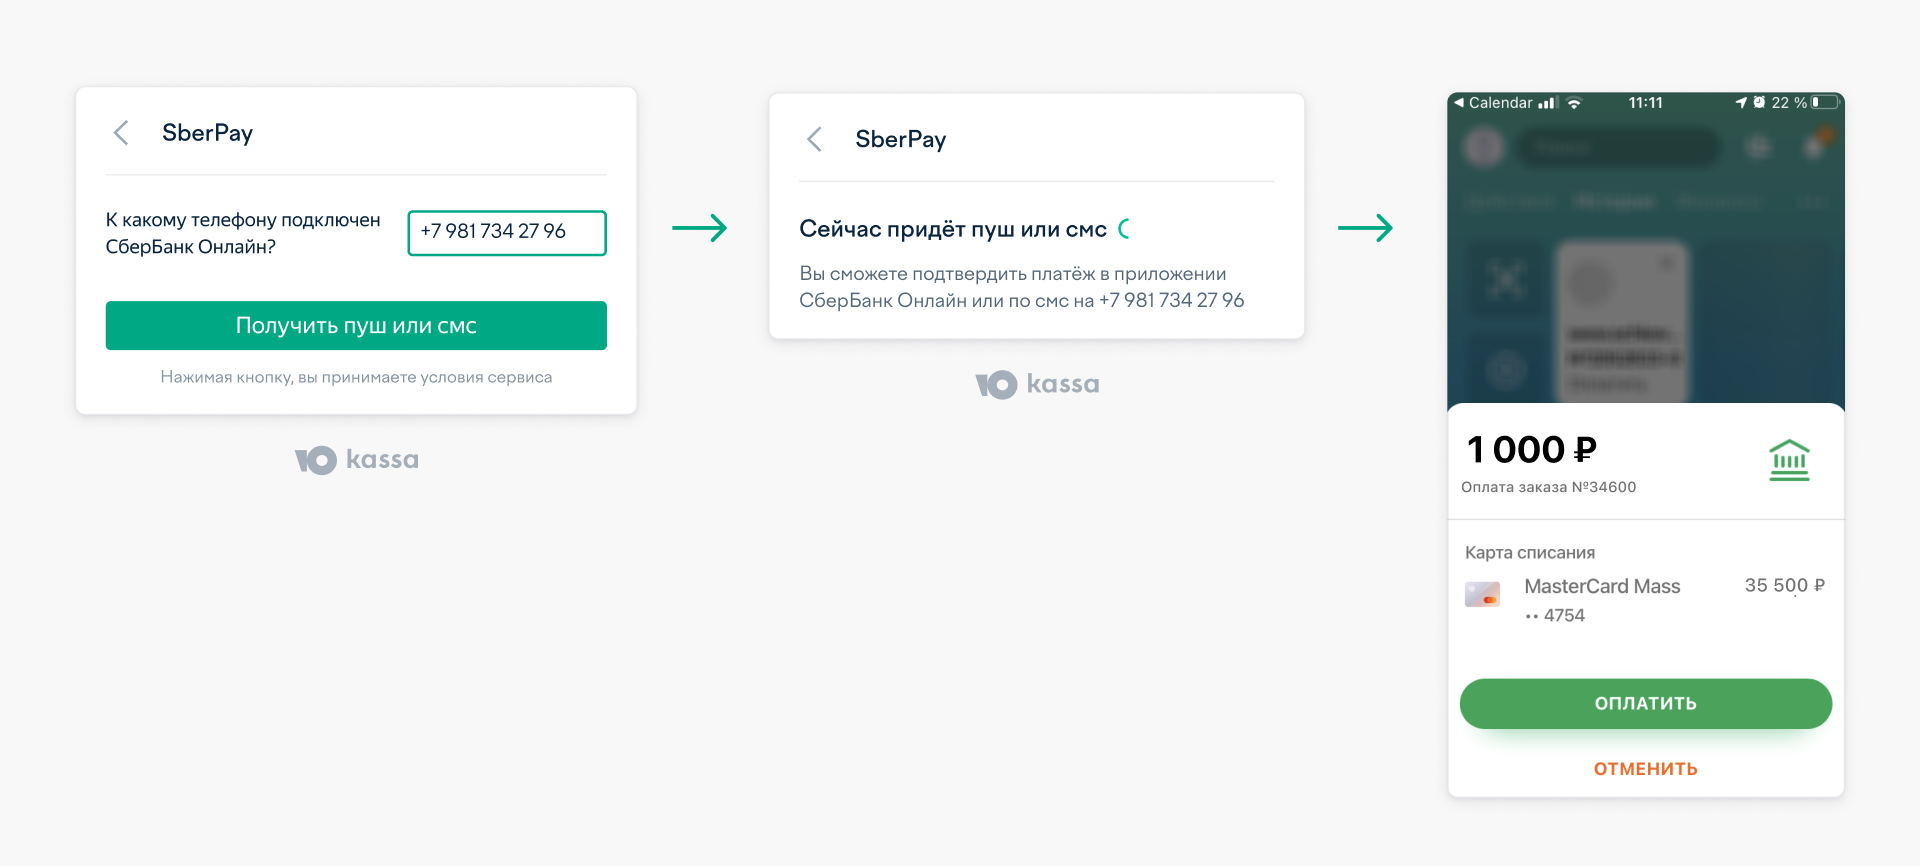 SberPay
К какому телефону подключен
СберБанк Онлайн?
+7 981 734 27 96
Получить пуш или смс
Нажимая кнопку, вы принимаете условия сервиса
Ю kassa
SberPay
Сейчас придёт пуш или смс
Вы сможете подтвердить платёж в приложении
СберБанк Онлайн или по смс на +7 981 734 27 96
Ю kassa
Calendar 11:11 22 %
1 000 ₽
Оплата заказа №34600
Карта списания
MasterCard Mass 35 500 ₽
•• 4754
ОПЛАТИТЬ
ОТМЕНИТЬ